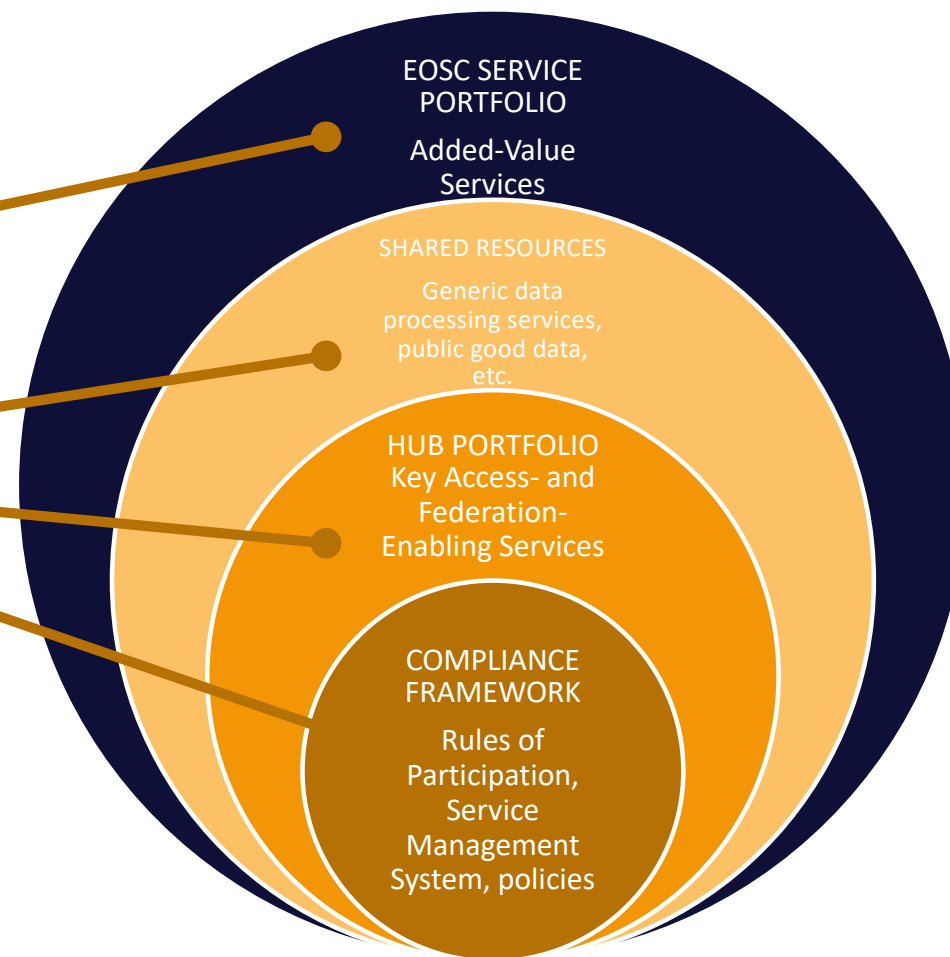 EOSC SERVICE
PORTFOLIO
Added-Value
Services
SHARED RESOURCES
Generic data
processing services,
public good data,
etc.
HUB PORTFOLIO
Key Access- and
Federation-
Enabling Services
COMPLIANCE
FRAMEWORK
Rules of
Participation,
Service
Management
System, policies